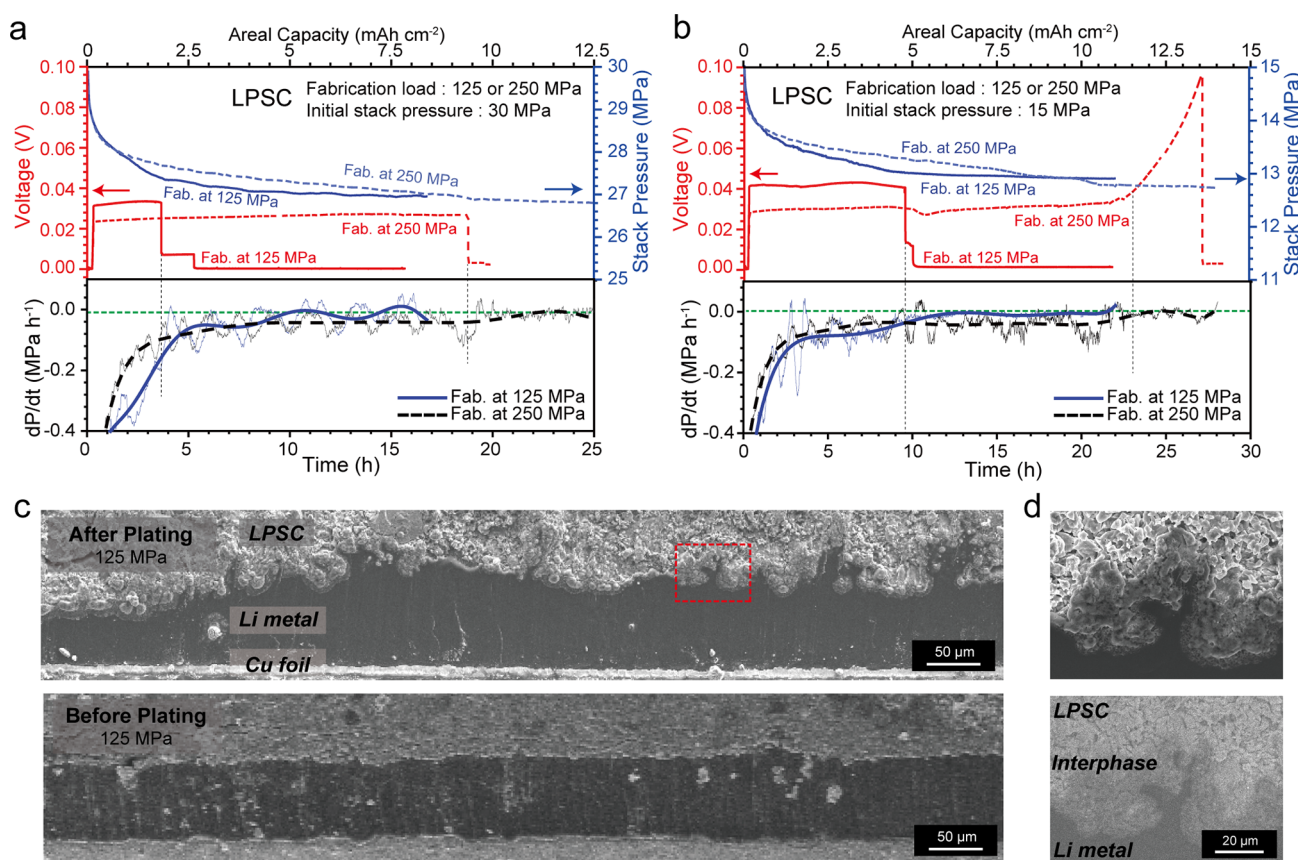 a
Areal Capacity (mAh cm⁻²)
0 2.5 5 7.5 10 12.5
Voltage (V)
0.10
0.08
0.06
0.04
0.02
0.00
LPSC
Fabrication load : 125 or 250 MPa
Initial stack pressure : 30 MPa
Fab. at 250 MPa
Fab. at 125 MPa
Fab. at 250 MPa
Fab. at 125 MPa
30
29
28
27
26
25
Stack Pressure (MPa)
dP/dt (MPa h⁻¹)
0.0
-0.2
-0.4
Fab. at 125 MPa
Fab. at 250 MPa
0 5 10 15 20 25
Time (h)
b
Areal Capacity (mAh cm⁻²)
0 2.5 5 7.5 10 12.5 15
Voltage (V)
0.10
0.08
0.06
0.04
0.02
0.00
LPSC
Fabrication load : 125 or 250 MPa
Initial stack pressure : 15 MPa
Fab. at 250 MPa
Fab. at 125 MPa
Fab. at 250 MPa
Fab. at 125 MPa
15
14
13
12
11
Stack Pressure (MPa)
dP/dt (MPa h⁻¹)
0.0
-0.2
-0.4
Fab. at 125 MPa
Fab. at 250 MPa
0 5 10 15 20 25 30
Time (h)
c
After Plating
125 MPa
LPSC
Li metal
Cu foil
50 μm
Before Plating
125 MPa
50 μm
d
LPSC
Interphase
Li metal
20 μm